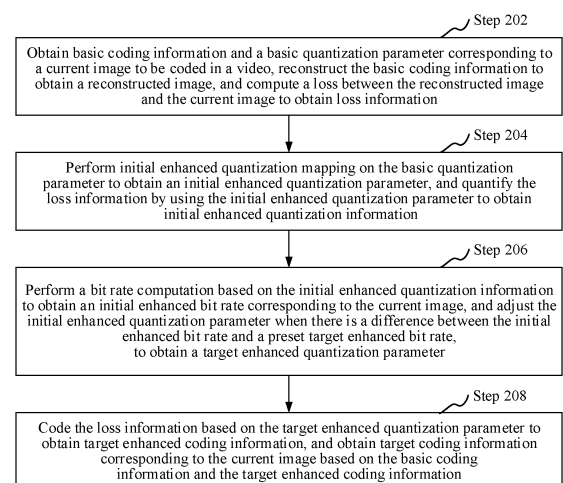 Step 202
Obtain basic coding information and a basic quantization parameter corresponding to
a current image to be coded in a video, reconstruct the basic coding information to
obtain a reconstructed image, and compute a loss between the reconstructed image
and the current image to obtain loss information
Step 204
Perform initial enhanced quantization mapping on the basic quantization
parameter to obtain an initial enhanced quantization parameter, and quantify the
loss information by using the initial enhanced quantization parameter to obtain
initial enhanced quantization information
Step 206
Perform a bit rate computation based on the initial enhanced quantization information
to obtain an initial enhanced bit rate corresponding to the current image, and adjust the
initial enhanced quantization parameter when there is a difference between the initial
enhanced bit rate and a preset target enhanced bit rate,
to obtain a target enhanced quantization parameter
Step 208
Code the loss information based on the target enhanced quantization parameter to
obtain target enhanced coding information, and obtain target coding information
corresponding to the current image based on the basic coding
information and the target enhanced coding information